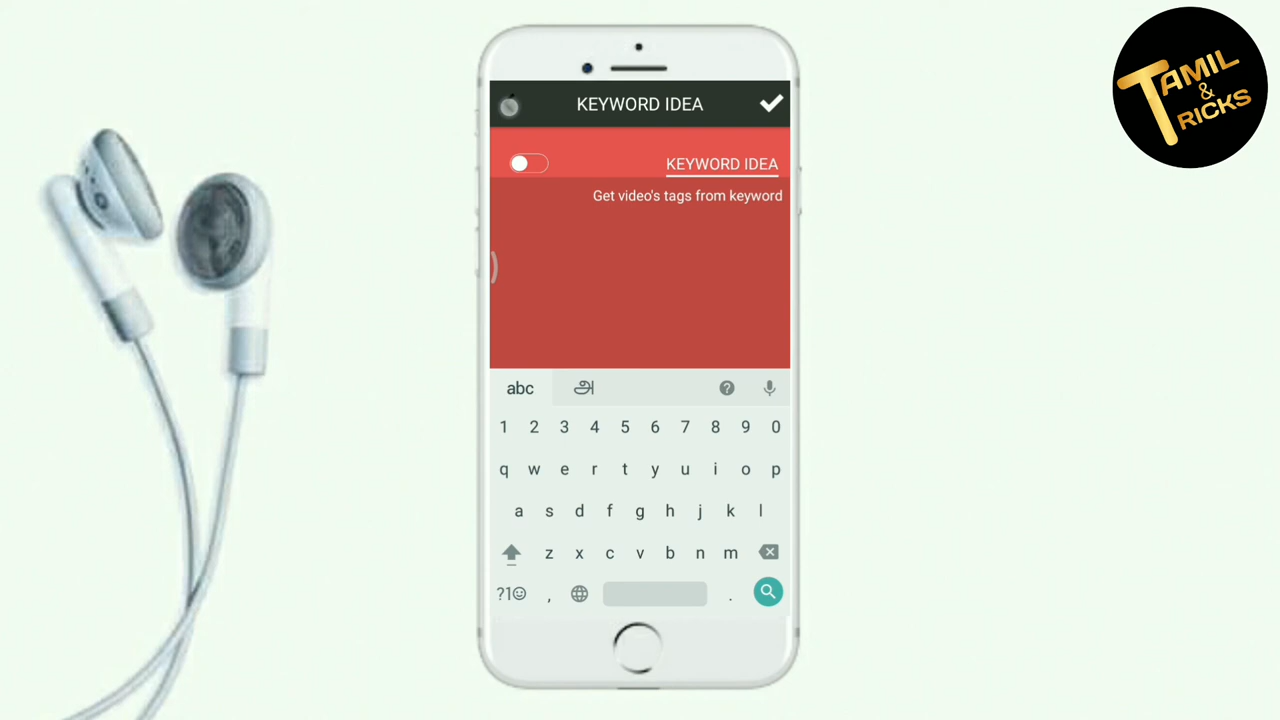 KEYWORD IDEA
KEYWORD IDEA
Get video's tags from keyword
abc அ
1 2 3 4 5 6 7 8 9 0
q w e r t y u i o p
a s d f g h j k l
z x c v b n m
?1☺ , .
TAMIL
&
TRICKS